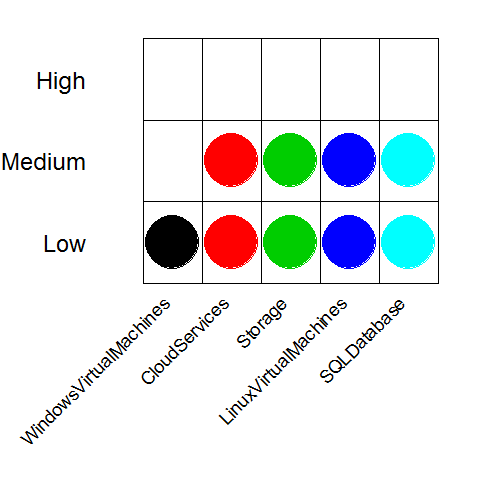 High
Medium
Low
WindowsVirtualMachines
CloudServices
Storage
LinuxVirtualMachines
SQLDatabase